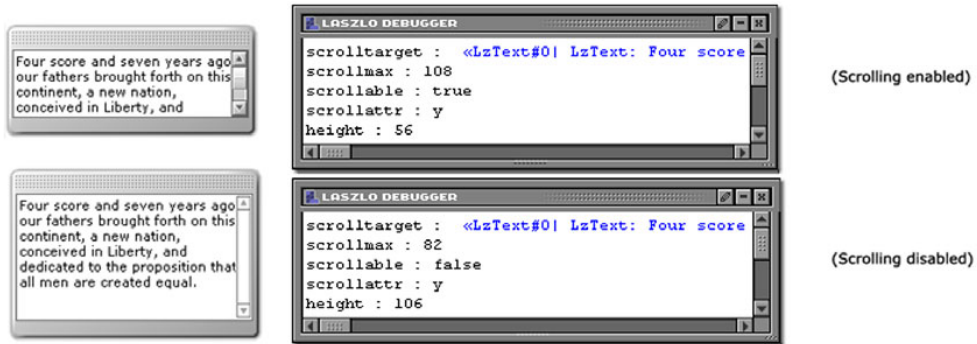 Four score and seven years ago
our fathers brought forth on this
continent, a new nation,
conceived in Liberty, and
LASZLO DEBUGGER
scrolltarget : «LzText#0| LzText: Four score
scrollmax : 108
scrollable : true
scrollattr : y
height : 56
(Scrolling enabled)
Four score and seven years ago
our fathers brought forth on this
continent, a new nation,
conceived in Liberty, and
dedicated to the proposition that
all men are created equal.
LASZLO DEBUGGER
scrolltarget : «LzText#0| LzText: Four score
scrollmax : 82
scrollable : false
scrollattr : y
height : 106
(Scrolling disabled)